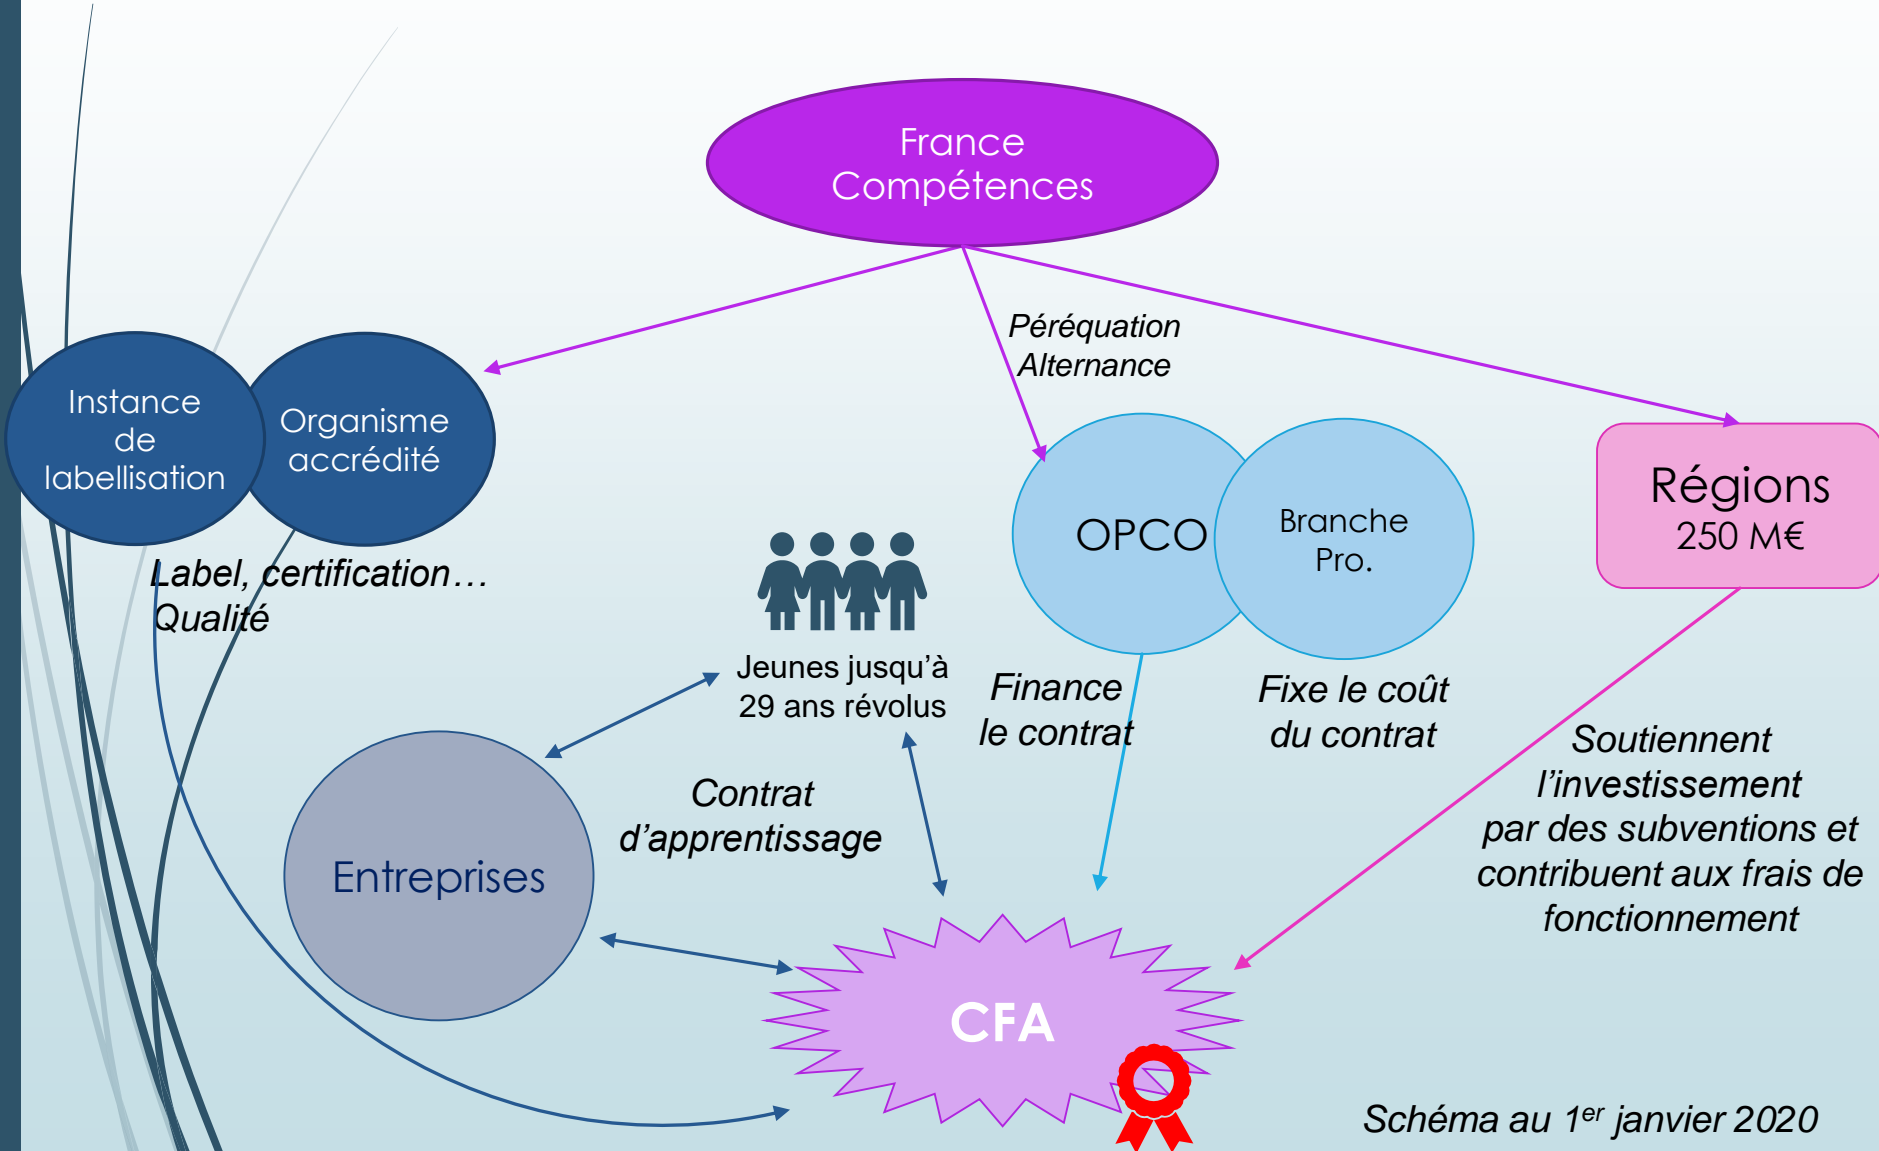 France
Compétences
Péréquation
Alternance
Instance
de
labellisation
Organisme
accrédité
OPCO
Branche
Pro.
Régions
250 M€
Label, certification…
Qualité
Jeunes jusqu’à
29 ans révolus
Finance
le contrat
Fixe le coût
du contrat
Soutiennent
l’investissement
par des subventions et
contribuent aux frais de
fonctionnement
Contrat
d’apprentissage
Entreprises
CFA
Schéma au 1er janvier 2020